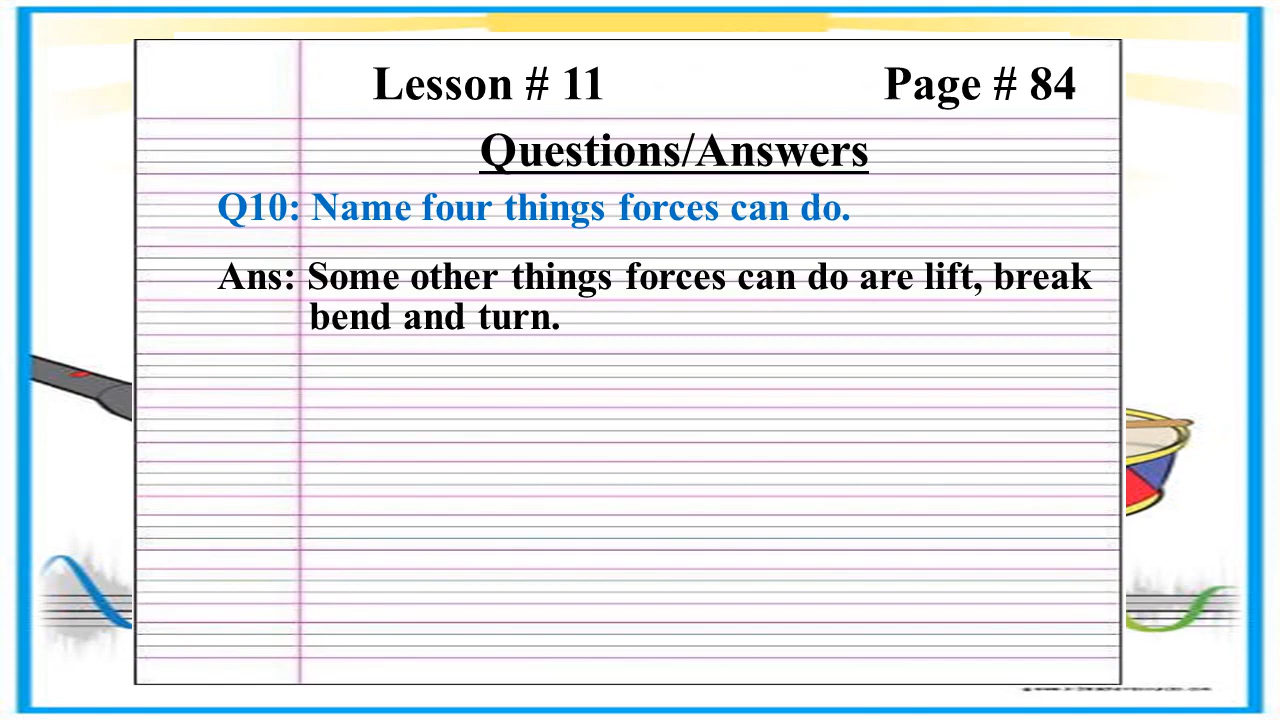 Lesson # 11 Page # 84
Questions/Answers
Q10: Name four things forces can do.
Ans: Some other things forces can do are lift, break
bend and turn.